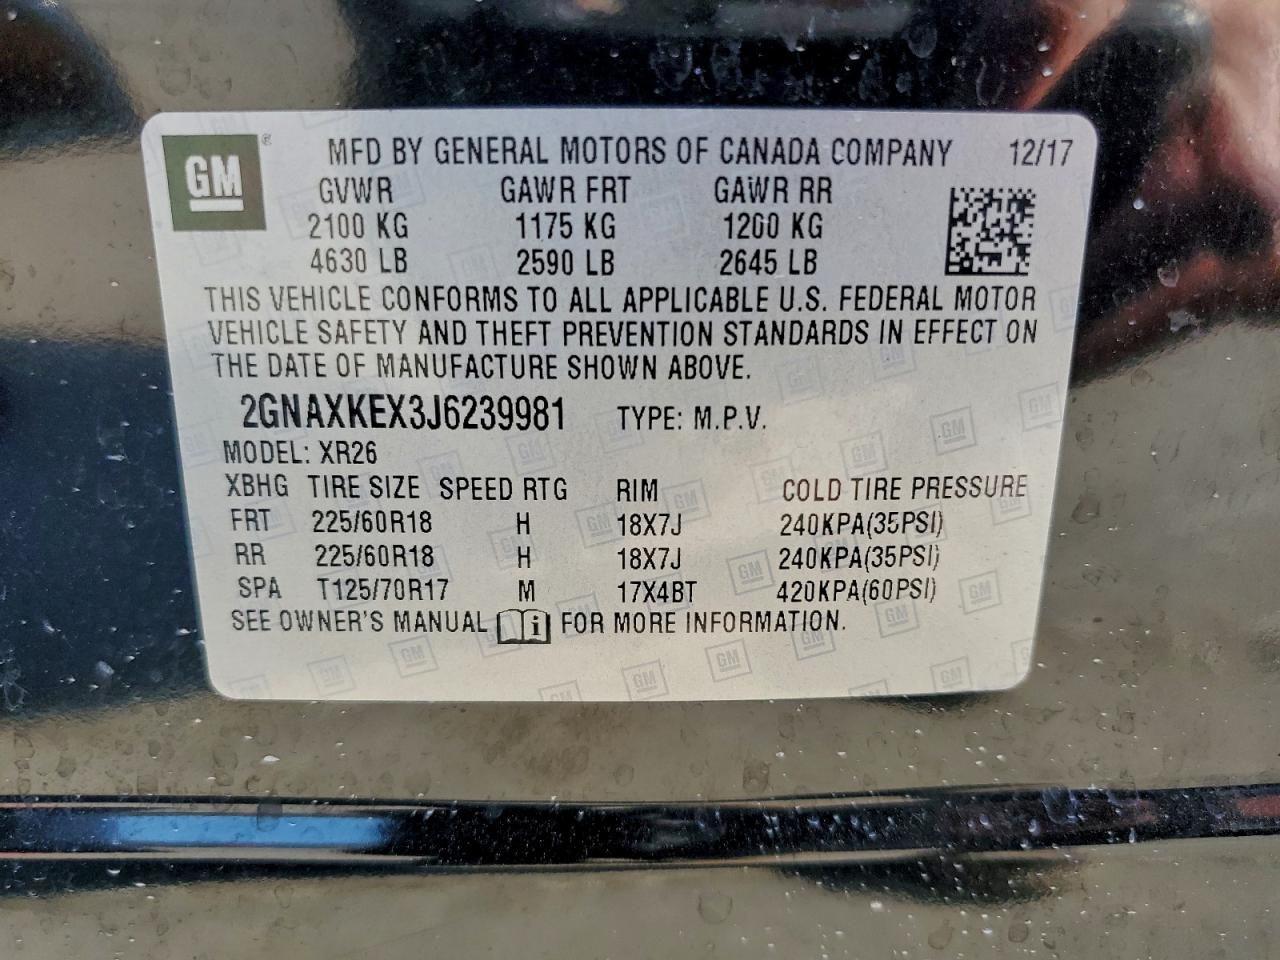 GM ® MFD BY GENERAL MOTORS OF CANADA COMPANY 12/17
GVWR GAWR FRT GAWR RR
2100 KG 1175 KG 1200 KG
4630 LB 2590 LB 2645 LB
THIS VEHICLE CONFORMS TO ALL APPLICABLE U.S. FEDERAL MOTOR
VEHICLE SAFETY AND THEFT PREVENTION STANDARDS IN EFFECT ON
THE DATE OF MANUFACTURE SHOWN ABOVE.
2GNAXKEX3J6239981 TYPE: M.P.V.
MODEL: XR26
XBHG TIRE SIZE SPEED RTG RIM COLD TIRE PRESSURE
FRT 225/60R18 H 18X7J 240KPA(35PSI)
RR 225/60R18 H 18X7J 240KPA(35PSI)
SPA T125/70R17 M 17X4BT 420KPA(60PSI)
SEE OWNER'S MANUAL i FOR MORE INFORMATION.